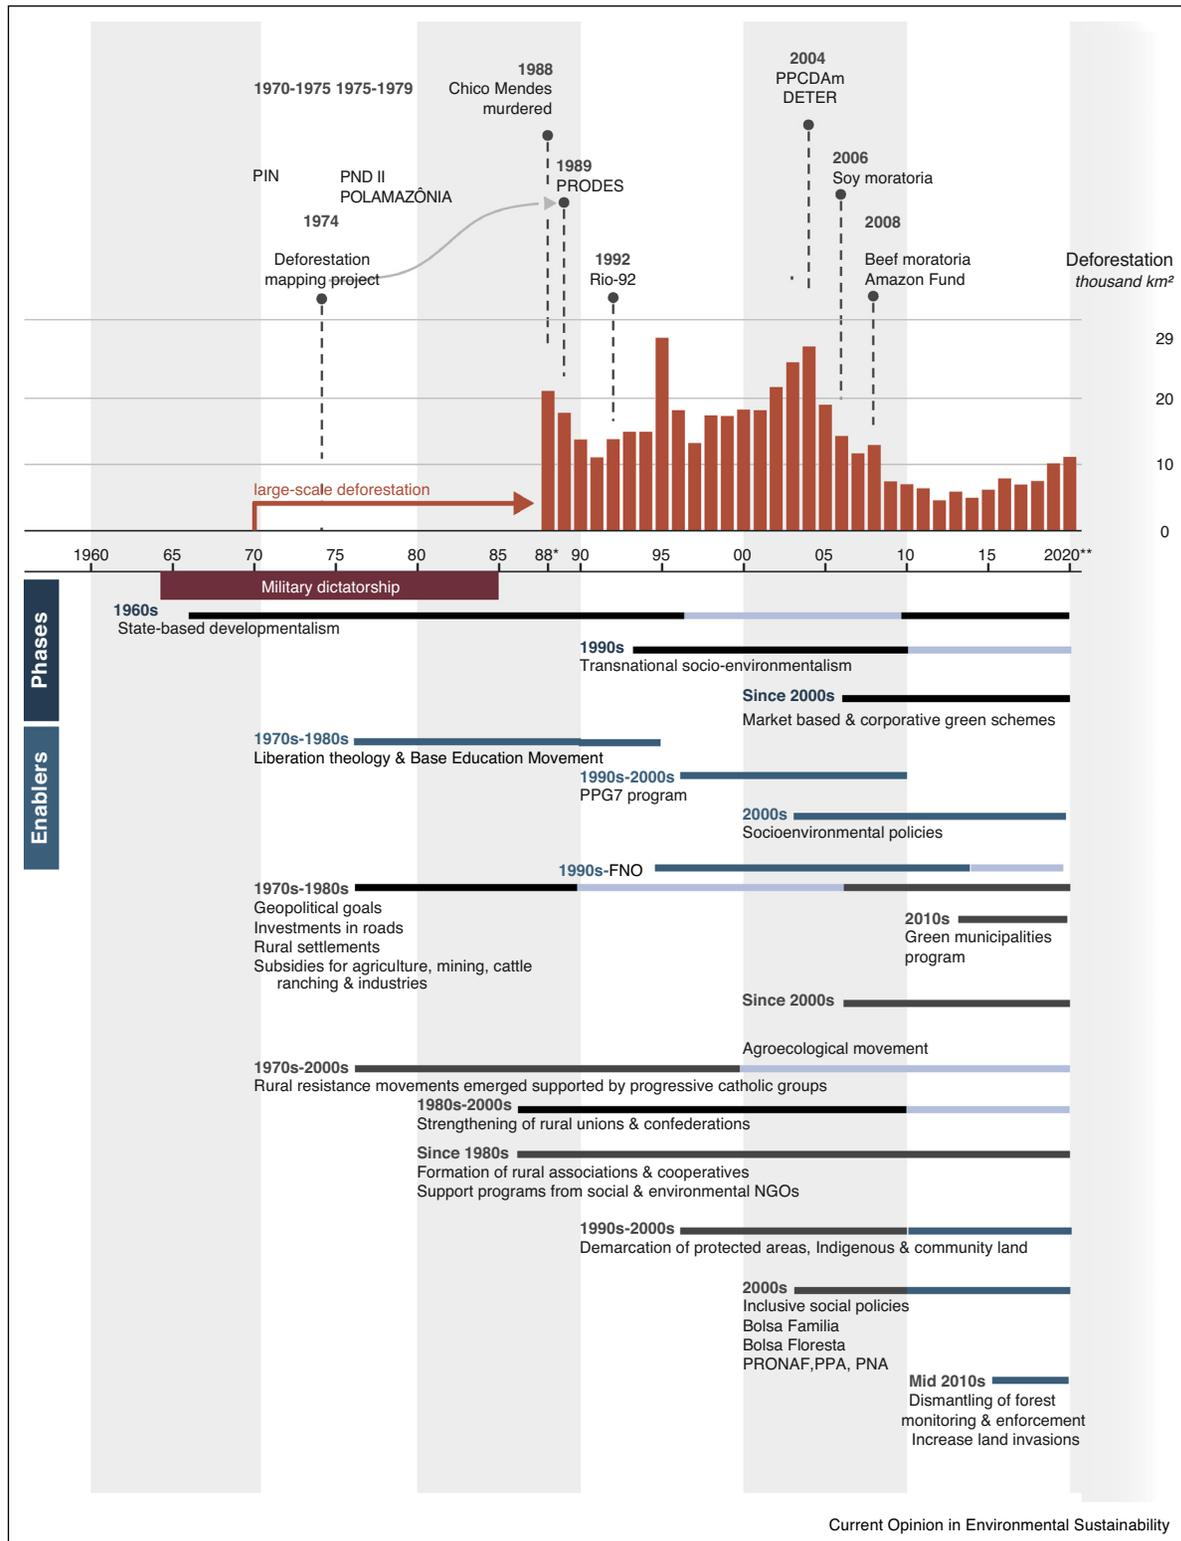 1970-1975 1975-1979
1988
Chico Mendes
murdered
2004
PPCDAm
DETER
PIN
PND II
POLAMAZÔNIA
1989
PRODES
2006
Soy moratoria
1974
Deforestation
mapping project
1992
Rio-92
2008
Beef moratoria
Amazon Fund
Deforestation
thousand km²
29
20
10
0
large-scale deforestation
1960 65 70 75 80 85 88* 90 95 00 05 10 15 2020**
Military dictatorship
Phases
1960s
State-based developmentalism
1990s
Transnational socio-environmentalism
Since 2000s
Market based & corporative green schemes
Enablers
1970s-1980s
Liberation theology & Base Education Movement
1990s-2000s
PPG7 program
2000s
Socioenvironmental policies
1990s-FNO
1970s-1980s
Geopolitical goals
Investments in roads
Rural settlements
Subsidies for agriculture, mining, cattle
ranching & industries
2010s
Green municipalities
program
Since 2000s
Agroecological movement
1970s-2000s
Rural resistance movements emerged supported by progressive catholic groups
1980s-2000s
Strengthening of rural unions & confederations
Since 1980s
Formation of rural associations & cooperatives
Support programs from social & environmental NGOs
1990s-2000s
Demarcation of protected areas, Indigenous & community land
2000s
Inclusive social policies
Bolsa Familia
Bolsa Floresta
PRONAF,PPA, PNA
Mid 2010s
Dismantling of forest
monitoring & enforcement
Increase land invasions
Current Opinion in Environmental Sustainability